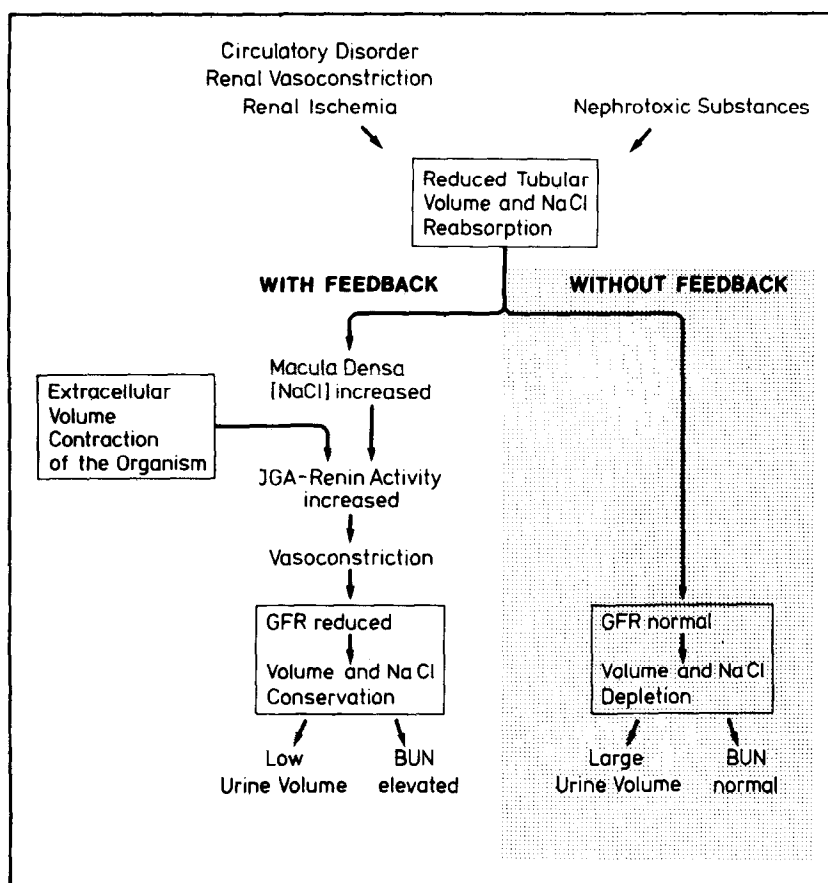 Circulatory Disorder
Renal Vasoconstriction
Renal Ischemia
Nephrotoxic Substances
Reduced Tubular
Volume and NaCl
Reabsorption
WITH FEEDBACK
WITHOUT FEEDBACK
Macula Densa
[NaCl] increased
Extracellular
Volume
Contraction
of the Organism
JGA-Renin Activity
increased
Vasoconstriction
GFR reduced
Volume and NaCl
Conservation
GFR normal
Volume and NaCl
Depletion
Low
Urine Volume
BUN
elevated
Large
Urine Volume
BUN
normal